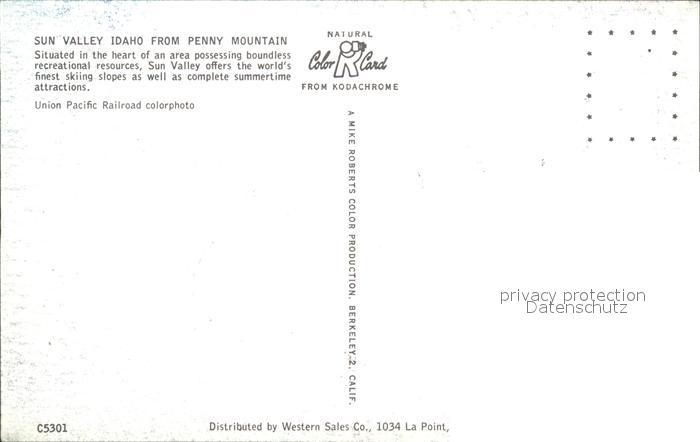 SUN VALLEY IDAHO FROM PENNY MOUNTAIN
Situated in the heart of an area possessing boundless
recreational resources, Sun Valley offers the world's
finest skiing slopes as well as complete summertime
attractions.
Union Pacific Railroad colorphoto
NATURAL
Color Card
FROM KODACHROME
A MIKE ROBERTS COLOR PRODUCTION, BERKELEY 2, CALIF.
privacy protection
Datenschutz
C5301
Distributed by Western Sales Co., 1034 La Point,